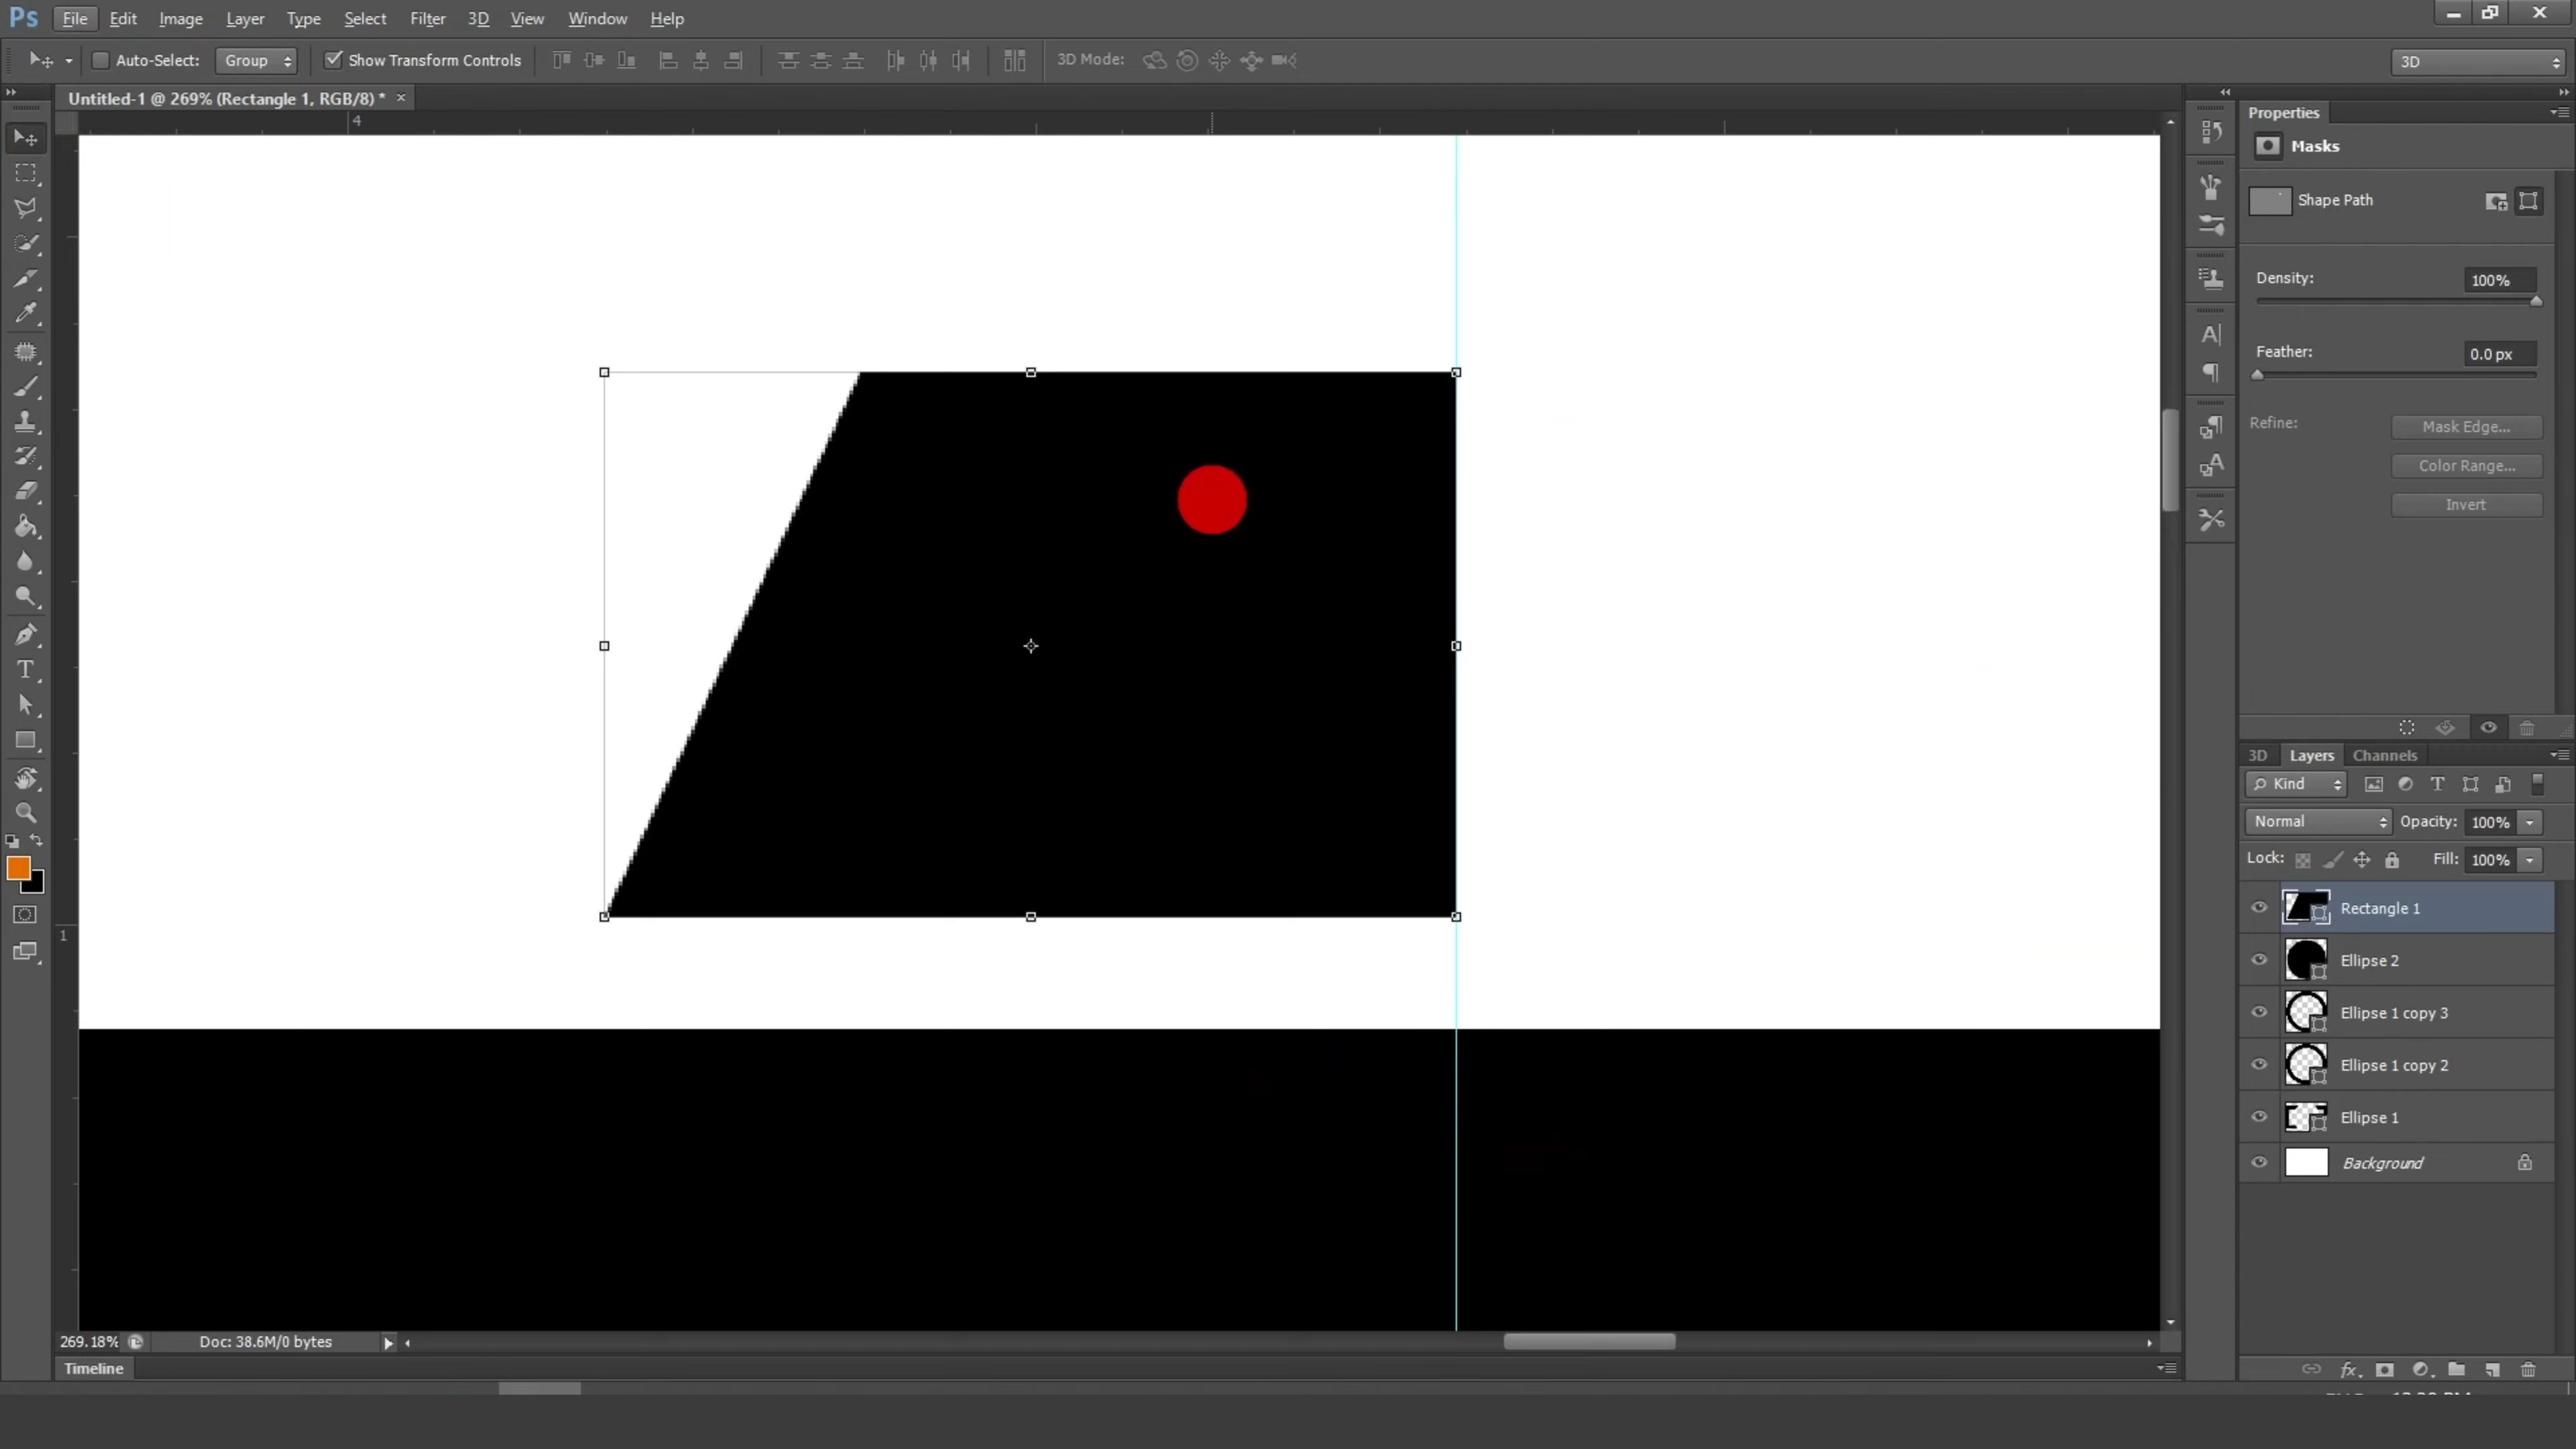 Ps File Edit Image Layer Type Select Filter 3D View Window Help
Auto-Select: Group Show Transform Controls 3D Mode: 3D
Untitled-1 @ 269% (Rectangle 1, RGB/8) * ×
4
1
Properties
Masks
Shape Path
Density: 100%
Feather: 0.0 px
Refine: Mask Edge...
Color Range...
Invert
3D Layers Channels
Kind
Normal Opacity: 100%
Lock: Fill: 100%
Rectangle 1
Ellipse 2
Ellipse 1 copy 3
Ellipse 1 copy 2
Ellipse 1
Background
269.18% Doc: 38.6M/0 bytes
Timeline